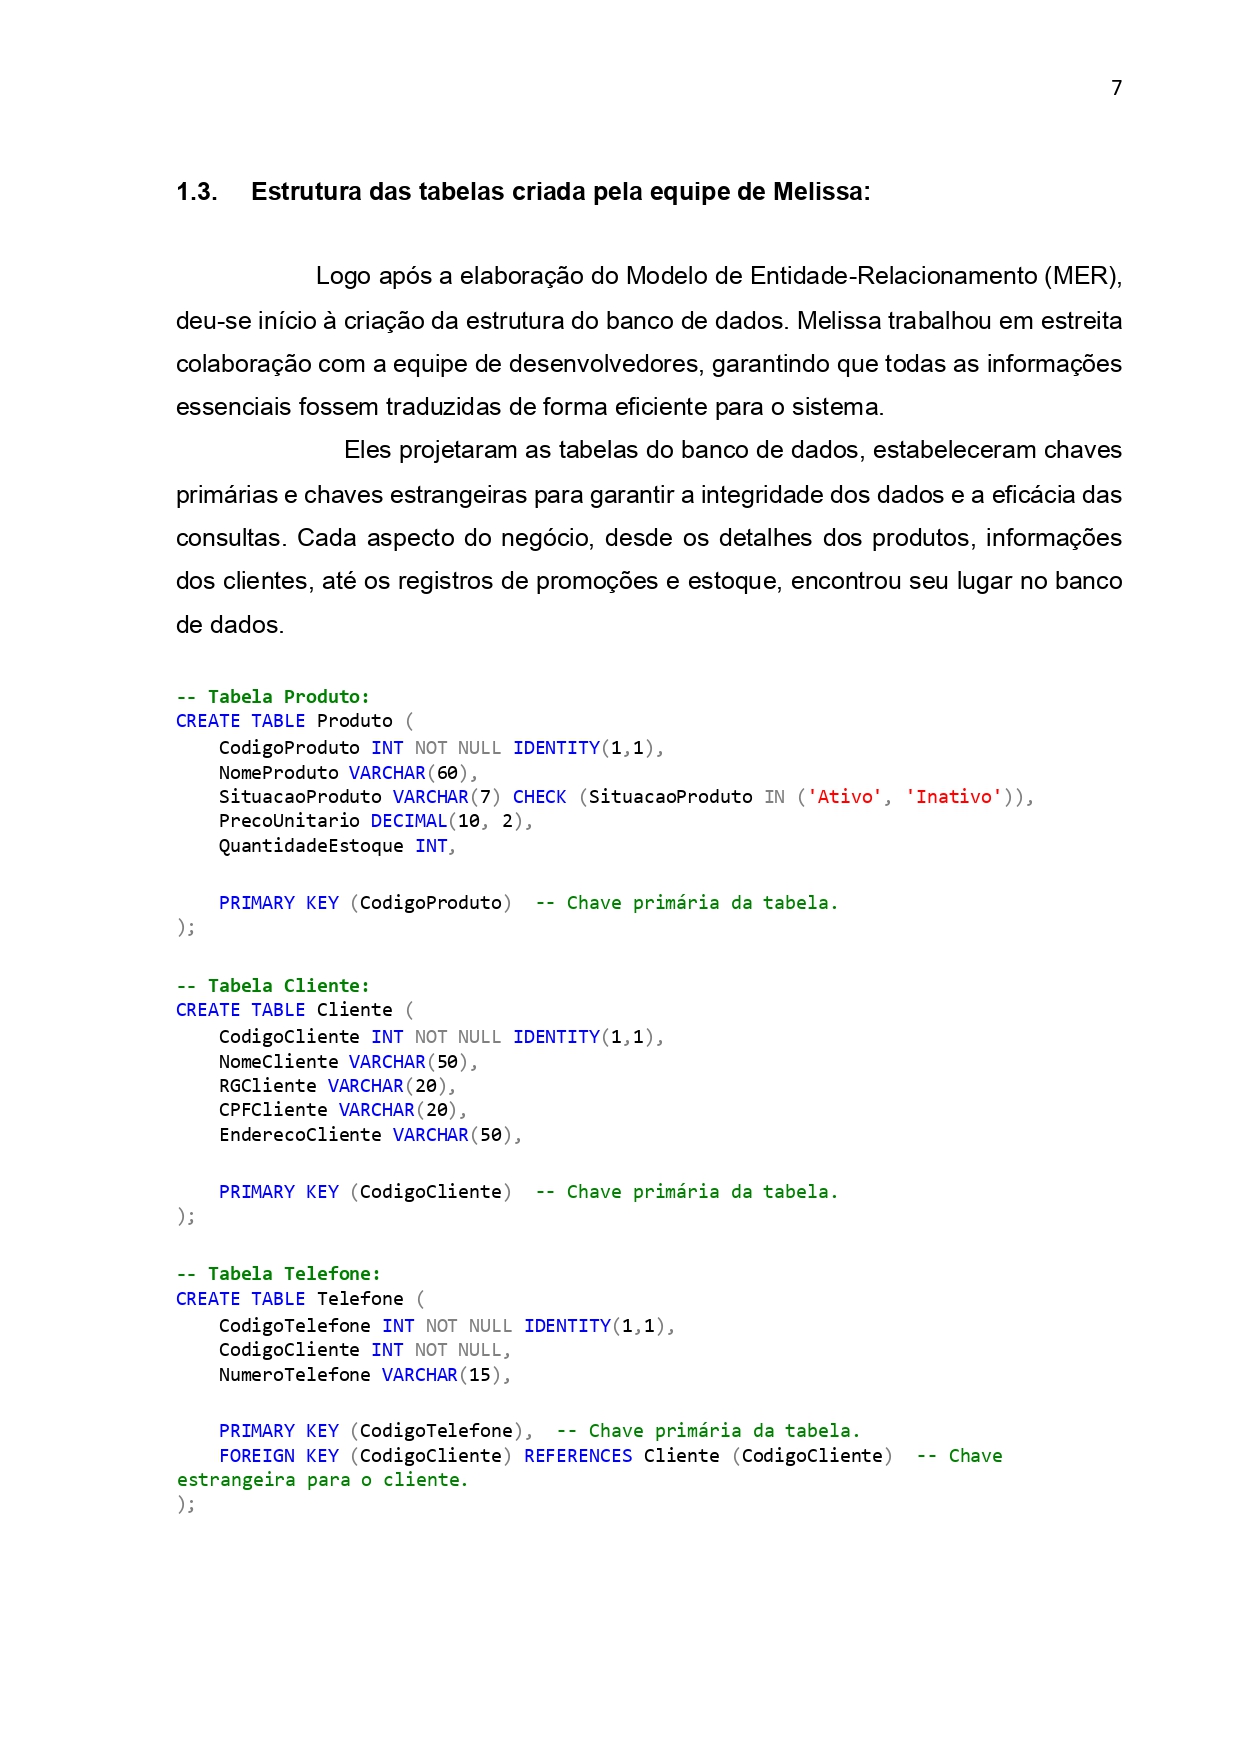 7
1.3. Estrutura das tabelas criada pela equipe de Melissa:
Logo após a elaboração do Modelo de Entidade-Relacionamento (MER),
deu-se início à criação da estrutura do banco de dados. Melissa trabalhou em estreita
colaboração com a equipe de desenvolvedores, garantindo que todas as informações
essenciais fossem traduzidas de forma eficiente para o sistema.
Eles projetaram as tabelas do banco de dados, estabeleceram chaves
primárias e chaves estrangeiras para garantir a integridade dos dados e a eficácia das
consultas. Cada aspecto do negócio, desde os detalhes dos produtos, informações
dos clientes, até os registros de promoções e estoque, encontrou seu lugar no banco
de dados.
-- Tabela Produto:
CREATE TABLE Produto (
    CodigoProduto INT NOT NULL IDENTITY(1,1),
    NomeProduto VARCHAR(60),
    SituacaoProduto VARCHAR(7) CHECK (SituacaoProduto IN ('Ativo', 'Inativo')),
    PrecoUnitario DECIMAL(10, 2),
    QuantidadeEstoque INT,
    PRIMARY KEY (CodigoProduto)  -- Chave primária da tabela.
);
-- Tabela Cliente:
CREATE TABLE Cliente (
    CodigoCliente INT NOT NULL IDENTITY(1,1),
    NomeCliente VARCHAR(50),
    RGCliente VARCHAR(20),
    CPFCliente VARCHAR(20),
    EnderecoCliente VARCHAR(50),
    PRIMARY KEY (CodigoCliente)  -- Chave primária da tabela.
);
-- Tabela Telefone:
CREATE TABLE Telefone (
    CodigoTelefone INT NOT NULL IDENTITY(1,1),
    CodigoCliente INT NOT NULL,
    NumeroTelefone VARCHAR(15),
    PRIMARY KEY (CodigoTelefone),  -- Chave primária da tabela.
    FOREIGN KEY (CodigoCliente) REFERENCES Cliente (CodigoCliente)  -- Chave
estrangeira para o cliente.
);